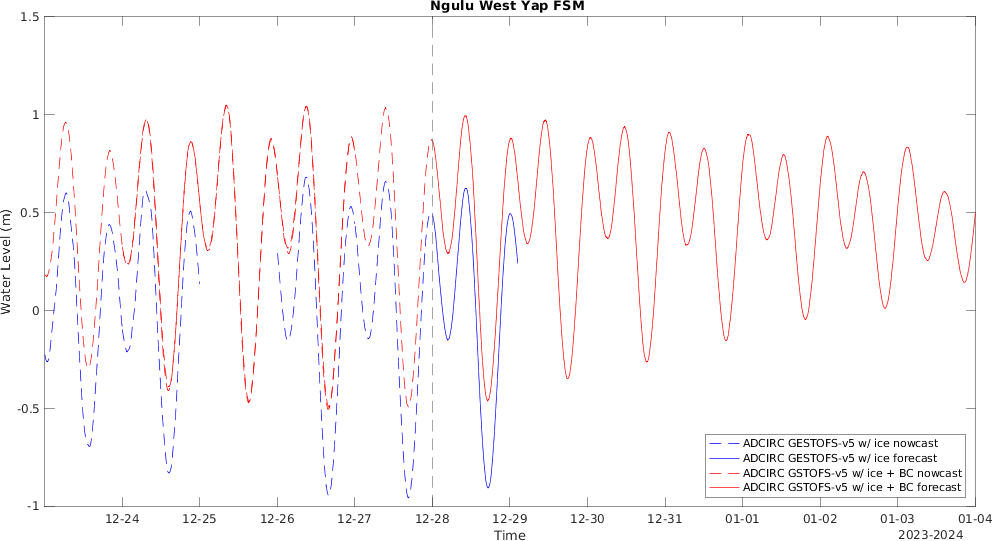 Ngulu West Yap FSM
Water Level (m)
1.5
1
0.5
0
-0.5
-1
ADCIRC GESTOFS-v5 w/ ice nowcast
ADCIRC GESTOFS-v5 w/ ice forecast
ADCIRC GSTOFS-v5 w/ ice + BC nowcast
ADCIRC GSTOFS-v5 w/ ice + BC forecast
12-24 12-25 12-26 12-27 12-28 12-29 12-30 12-31 01-01 01-02 01-03 01-04
Time
2023-2024